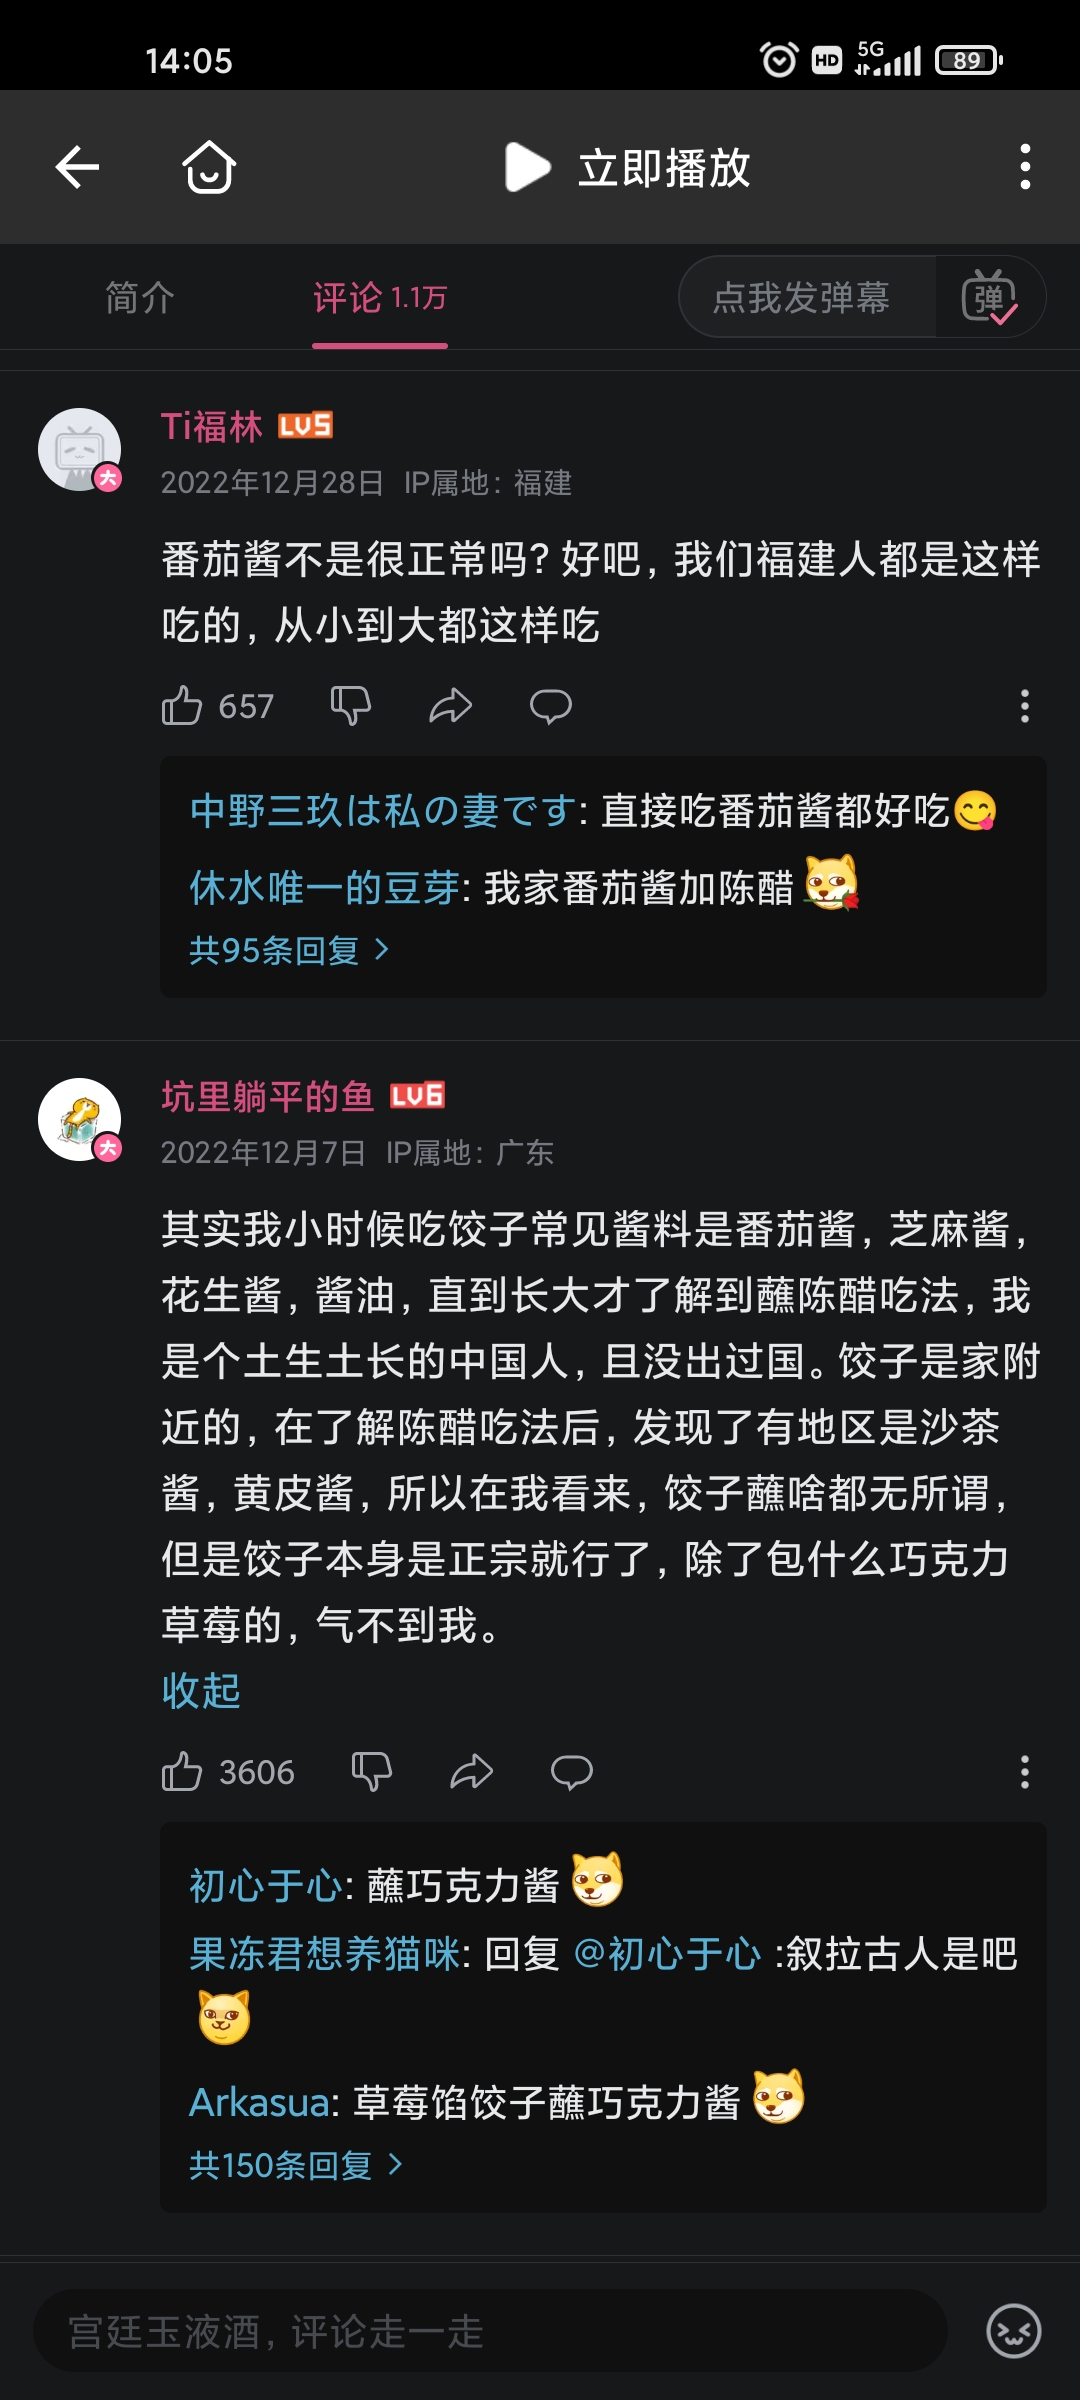 14:05 HD 5G 89
立即播放
简介 评论 1.1万 点我发弹幕 弹
Ti福林 LV5
2022年12月28日 IP属地：福建
番茄酱不是很正常吗？好吧，我们福建人都是这样
吃的，从小到大都这样吃
657
中野三玖は私の妻です: 直接吃番茄酱都好吃😋
休水唯一的豆芽: 我家番茄酱加陈醋
共95条回复 >
坑里躺平的鱼 LV6
2022年12月7日 IP属地：广东
其实我小时候吃饺子常见酱料是番茄酱，芝麻酱，
花生酱，酱油，直到长大才了解到蘸陈醋吃法，我
是个土生土长的中国人，且没出过国。饺子是家附
近的，在了解陈醋吃法后，发现了有地区是沙茶
酱，黄皮酱，所以在我看来，饺子蘸啥都无所谓，
但是饺子本身是正宗就行了，除了包什么巧克力
草莓的，气不到我。
收起
3606
初心于心: 蘸巧克力酱
果冻君想养猫咪: 回复 @初心于心 :叙拉古人是吧
Arkasua: 草莓馅饺子蘸巧克力酱
共150条回复 >
宫廷玉液酒，评论走一走